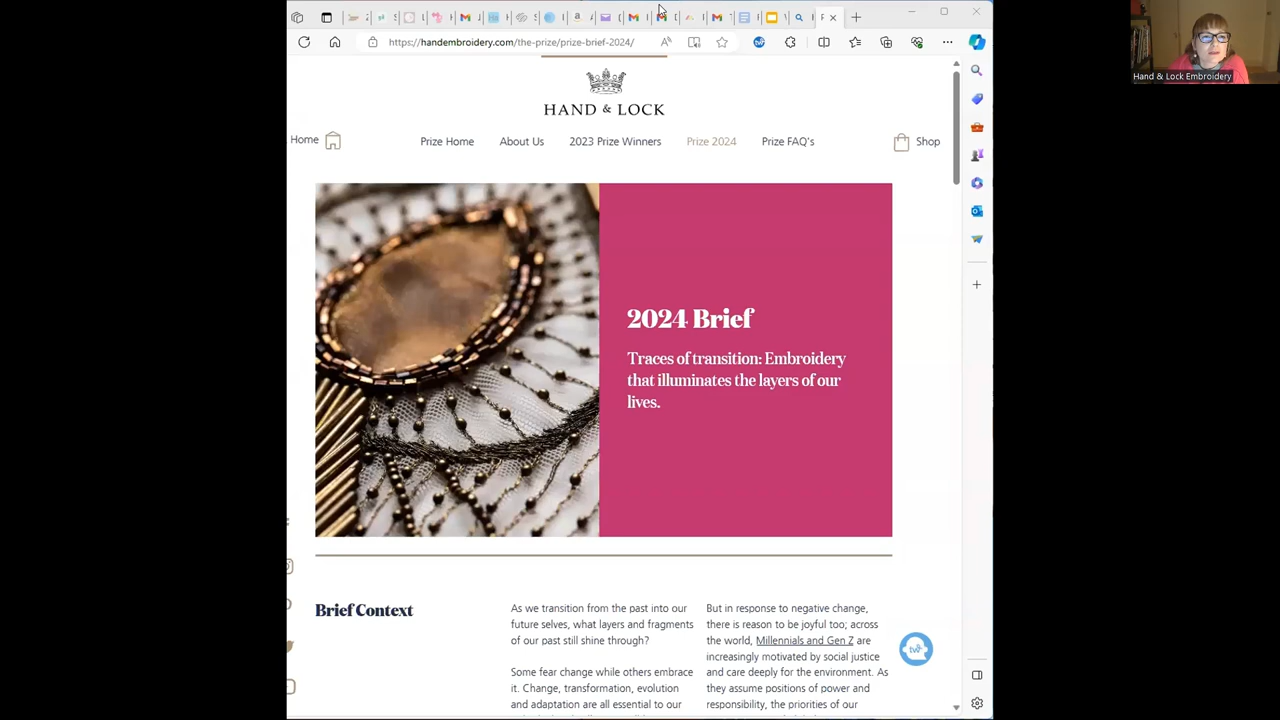 https://handembroidery.com/the-prize/prize-brief-2024/
HAND & LOCK
Home
Prize Home
About Us
2023 Prize Winners
Prize 2024
Prize FAQ's
Shop
2024 Brief
Traces of transition: Embroidery
that illuminates the layers of our
lives.
Brief Context
As we transition from the past into our
future selves, what layers and fragments
of our past still shine through?
Some fear change while others embrace
it. Change, transformation, evolution
and adaptation are all essential to our
But in response to negative change,
there is reason to be joyful too; across
the world, Millennials and Gen Z are
increasingly motivated by social justice
and care deeply for the environment. As
they assume positions of power and
responsibility, the priorities of our
Hand & Lock Embroidery